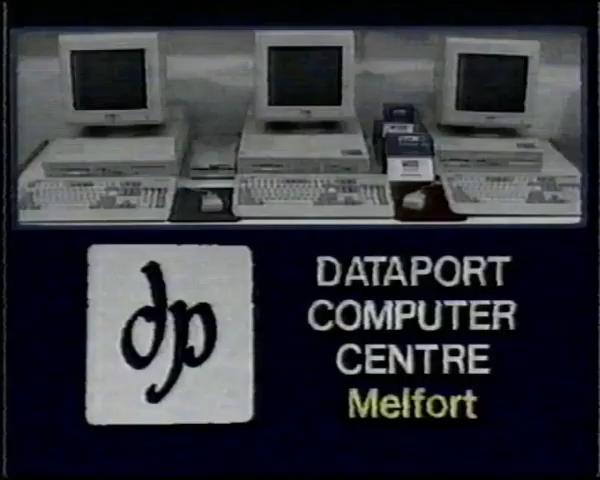 dp
DATAPORT
COMPUTER
CENTRE
Melfort